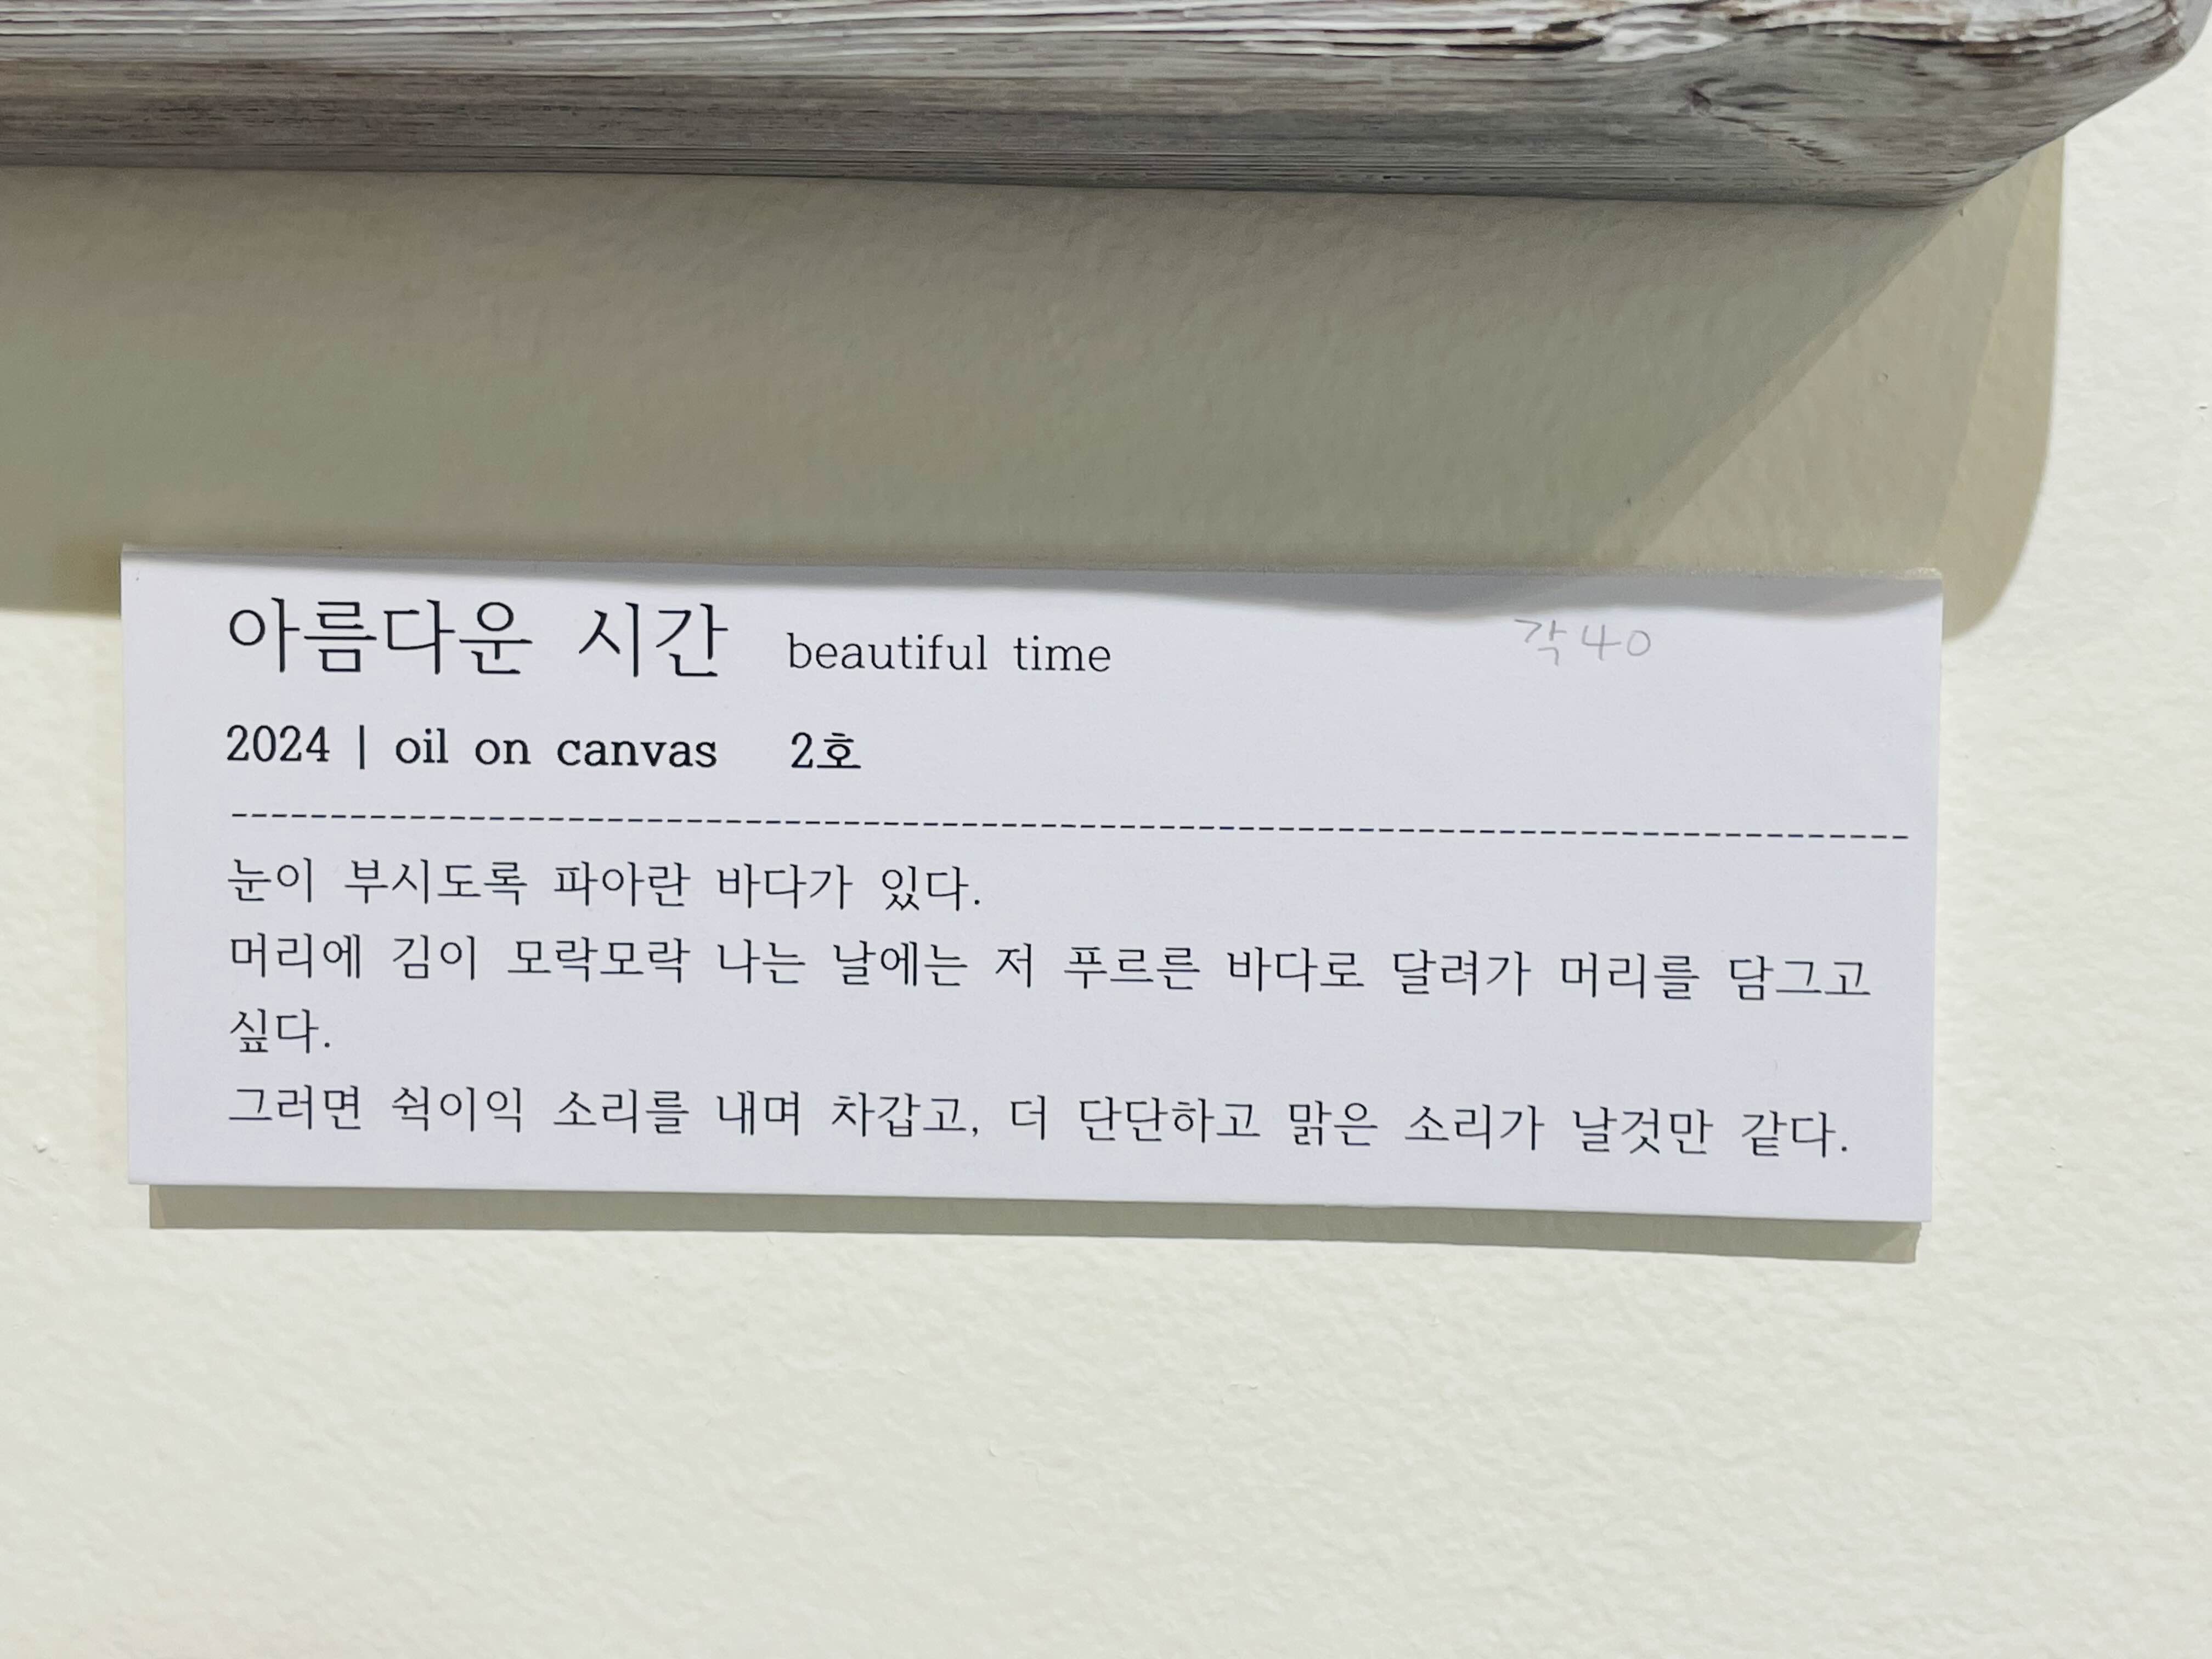 아름다운 시간 beautiful time 각40
2024 | oil on canvas 2호
--------------------------------------------------------------------------------
눈이 부시도록 파아란 바다가 있다.
머리에 김이 모락모락 나는 날에는 저 푸르른 바다로 달려가 머리를 담그고
싶다.
그러면 쉭이익 소리를 내며 차갑고, 더 단단하고 맑은 소리가 날것만 같다.